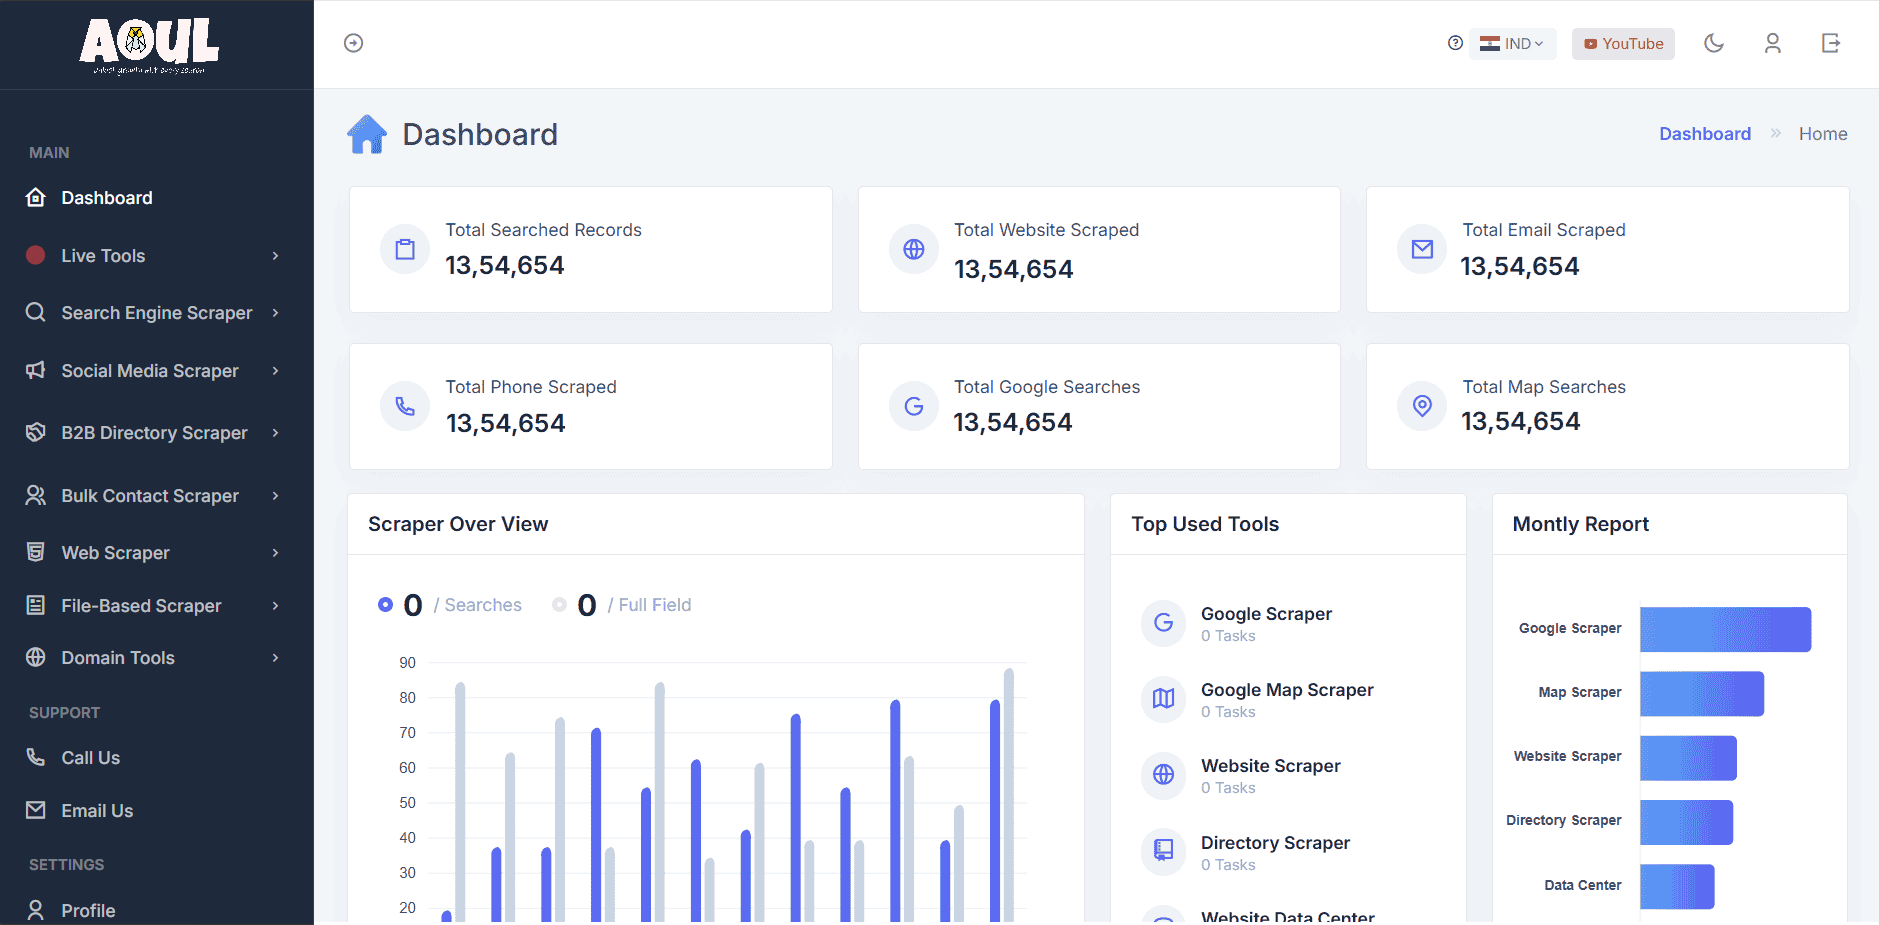 AOUL
IND
YouTube
Dashboard
Dashboard » Home
MAIN
Dashboard
Live Tools
Search Engine Scraper
Social Media Scraper
B2B Directory Scraper
Bulk Contact Scraper
Web Scraper
File-Based Scraper
Domain Tools
SUPPORT
Call Us
Email Us
SETTINGS
Profile
Total Searched Records
13,54,654
Total Website Scraped
13,54,654
Total Email Scraped
13,54,654
Total Phone Scraped
13,54,654
Total Google Searches
13,54,654
Total Map Searches
13,54,654
Scraper Over View
0 / Searches
0 / Full Field
90
80
70
60
50
40
30
20
Top Used Tools
Google Scraper
0 Tasks
Google Map Scraper
0 Tasks
Website Scraper
0 Tasks
Directory Scraper
0 Tasks
Website Data Center
Montly Report
Google Scraper
Map Scraper
Website Scraper
Directory Scraper
Data Center